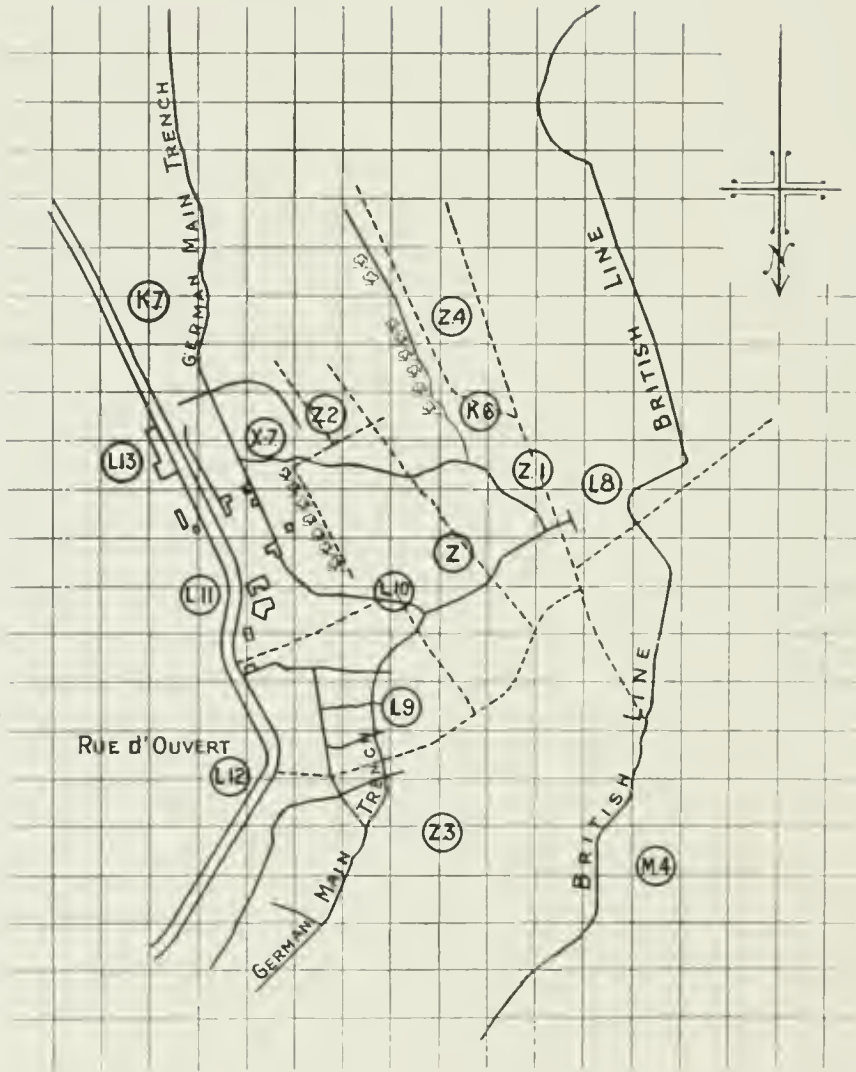 GERMAN MAIN TRENCH
BRITISH LINE
N
K7
Z4
Z2
K6
X7
L13
Z1
L8
Z
L11
L10
L9
BRITISH LINE
RUE d'OUVERT
L12
Z3
M4
GERMAN MAIN TRENCH